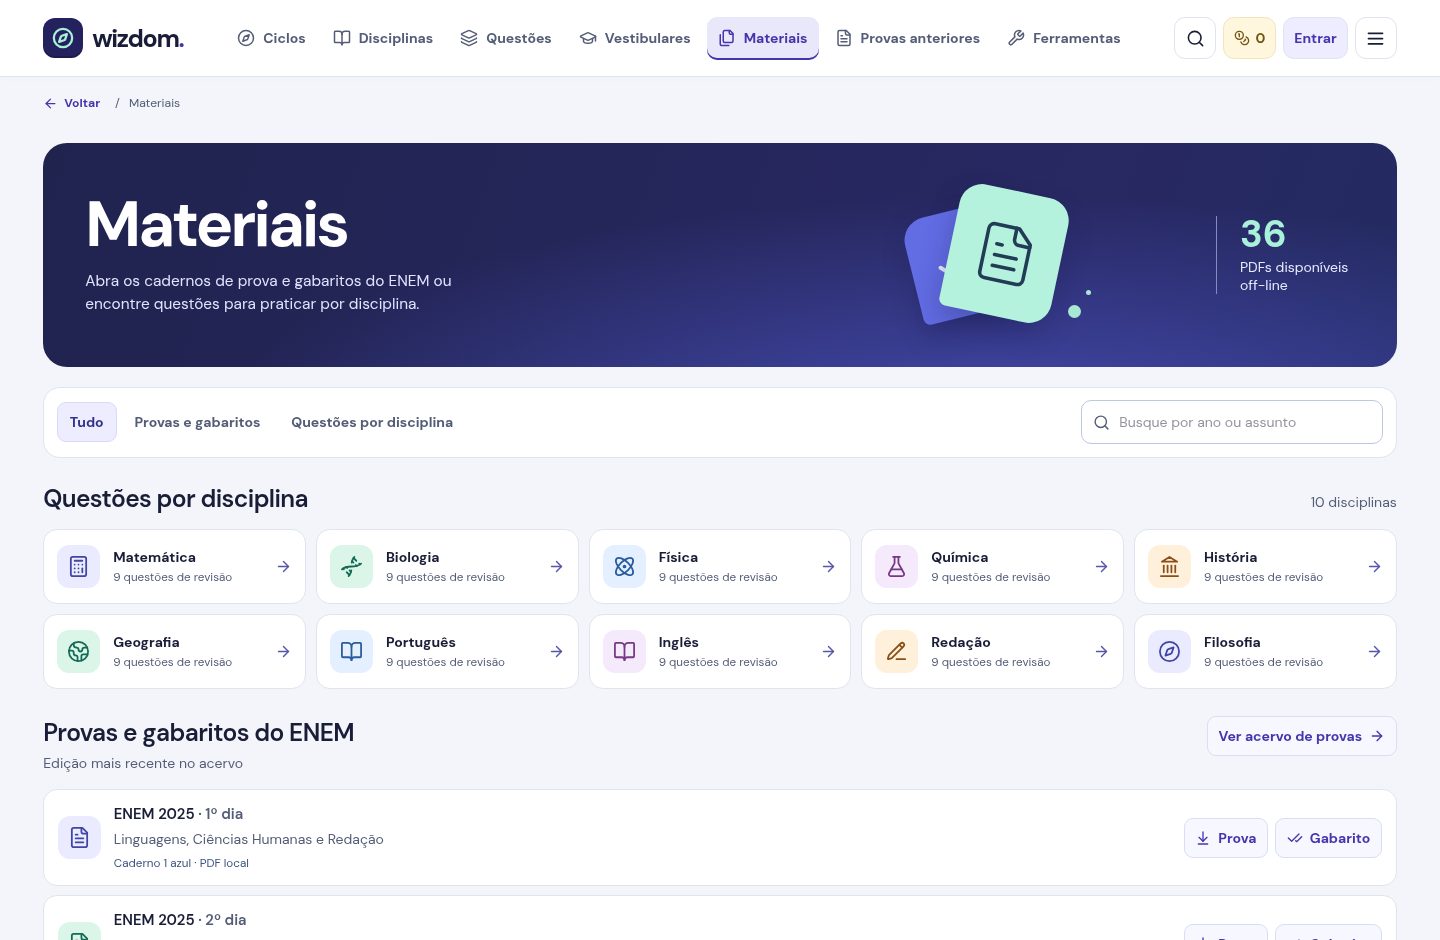 wizdom.
Ciclos
Disciplinas
Questões
Vestibulares
Materiais
Provas anteriores
Ferramentas
0
Entrar
Voltar / Materiais
Materiais
Abra os cadernos de prova e gabaritos do ENEM ou
encontre questões para praticar por disciplina.
36
PDFs disponíveis
off-line
Tudo
Provas e gabaritos
Questões por disciplina
Busque por ano ou assunto
Questões por disciplina
10 disciplinas
Matemática
9 questões de revisão
Biologia
9 questões de revisão
Física
9 questões de revisão
Química
9 questões de revisão
História
9 questões de revisão
Geografia
9 questões de revisão
Português
9 questões de revisão
Inglês
9 questões de revisão
Redação
9 questões de revisão
Filosofia
9 questões de revisão
Provas e gabaritos do ENEM
Ver acervo de provas
Edição mais recente no acervo
ENEM 2025 · 1º dia
Linguagens, Ciências Humanas e Redação
Caderno 1 azul · PDF local
Prova
Gabarito
ENEM 2025 · 2º dia